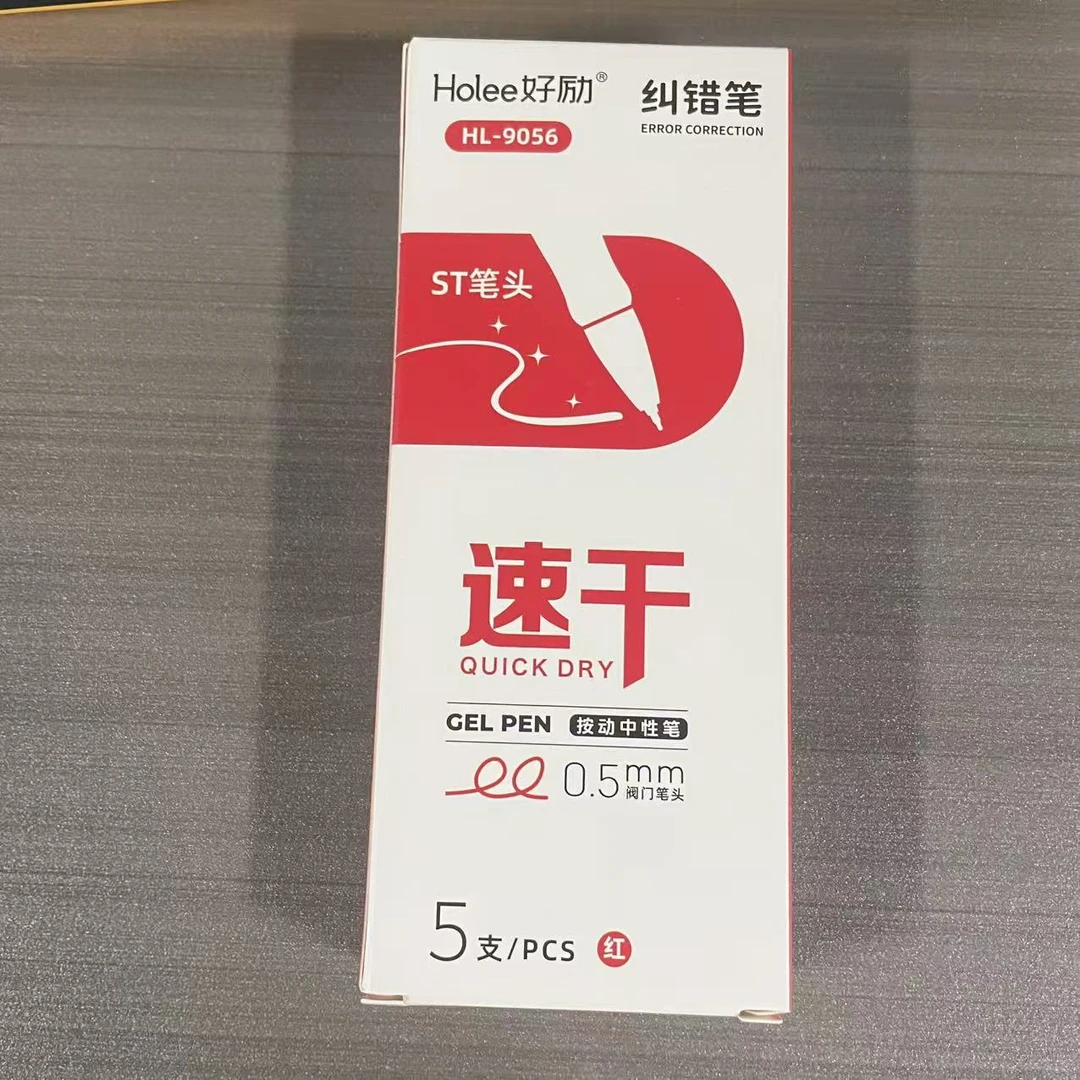 Holee好励®
纠错笔
ERROR CORRECTION
HL-9056
ST笔头
速干
QUICK DRY
GEL PEN 按动中性笔
0.5mm
阀门笔头
5支/PCS 红